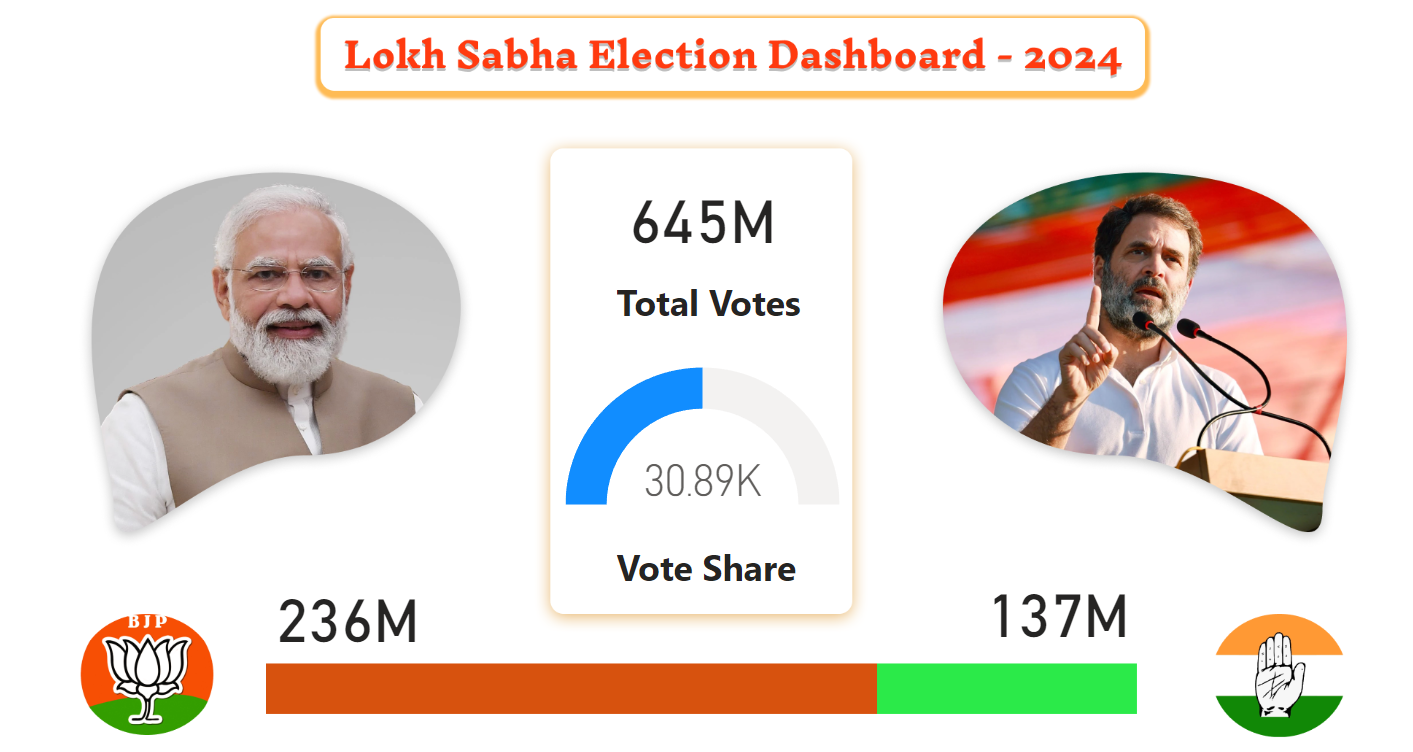 Lokh Sabha Election Dashboard - 2024
645M
Total Votes
30.89K
Vote Share
236M
137M
BJP